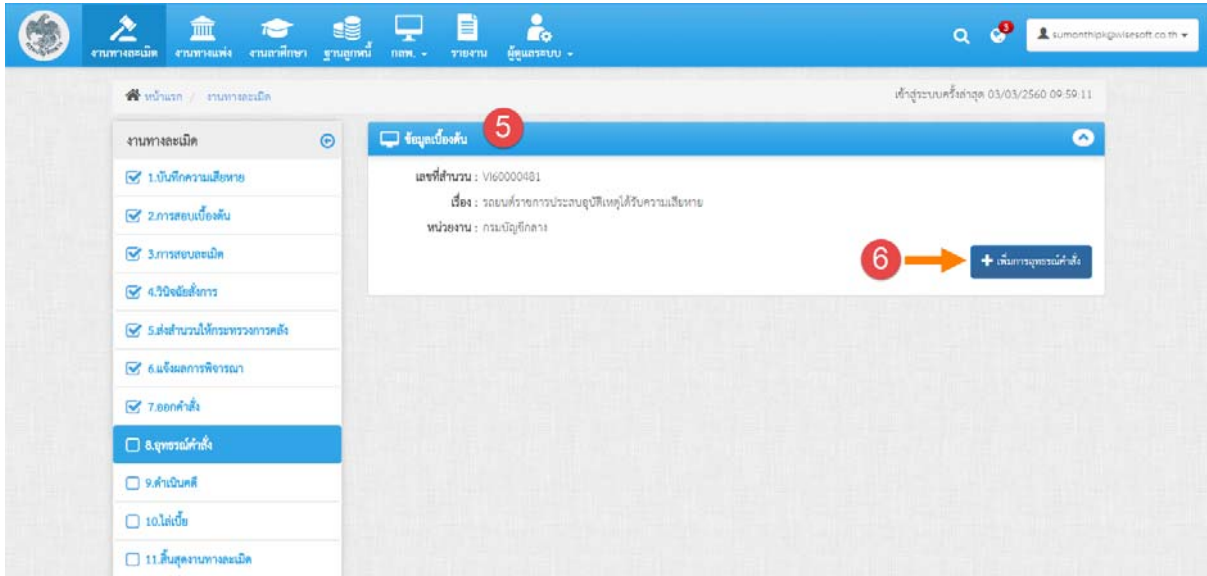 งานทางละเมิด งานทางแพ่ง งานลาศึกษา ฐานลูกหนี้ กลพ. รายงาน ผู้ดูแลระบบ 3 sumonthipk@wisesoft.co.th
หน้าแรก / งานทางละเมิด เข้าสู่ระบบครั้งล่าสุด 03/03/2560 09:59:11
งานทางละเมิด
1.บันทึกความเสียหาย
2.การสอบเบื้องต้น
3.การสอบละเมิด
4.วินิจฉัยสั่งการ
5.ส่งสำนวนให้กระทรวงการคลัง
6.แจ้งผลการพิจารณา
7.ออกคำสั่ง
8.อุทธรณ์คำสั่ง
9.ดำเนินคดี
10.ไล่เบี้ย
11.สิ้นสุดงานทางละเมิด
ข้อมูลเบื้องต้น 5
เลขที่สำนวน : VI60000481
เรื่อง : รถยนต์ราชการประสบอุบัติเหตุได้รับความเสียหาย
หน่วยงาน : กรมบัญชีกลาง
6 เพิ่มการอุทธรณ์คำสั่ง